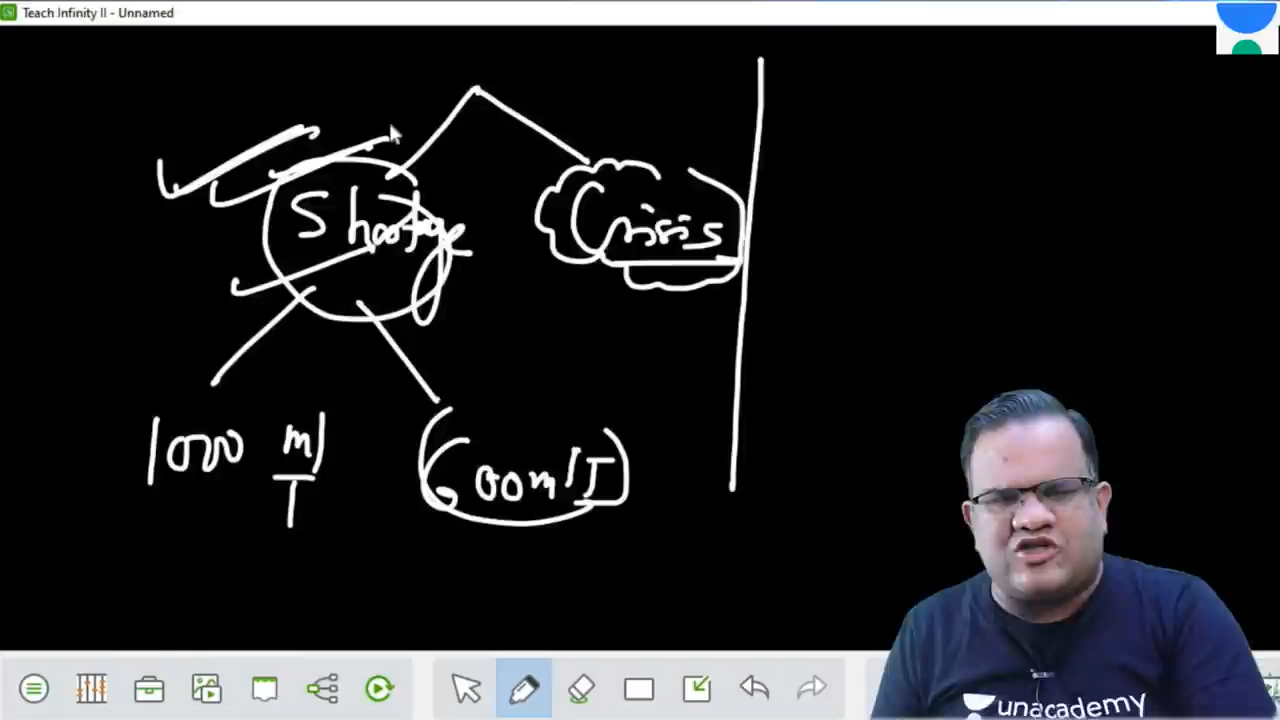 Teach Infinity II - Unnamed
Shortage
Crisis
1000 m/T
600 m/T
unacademy